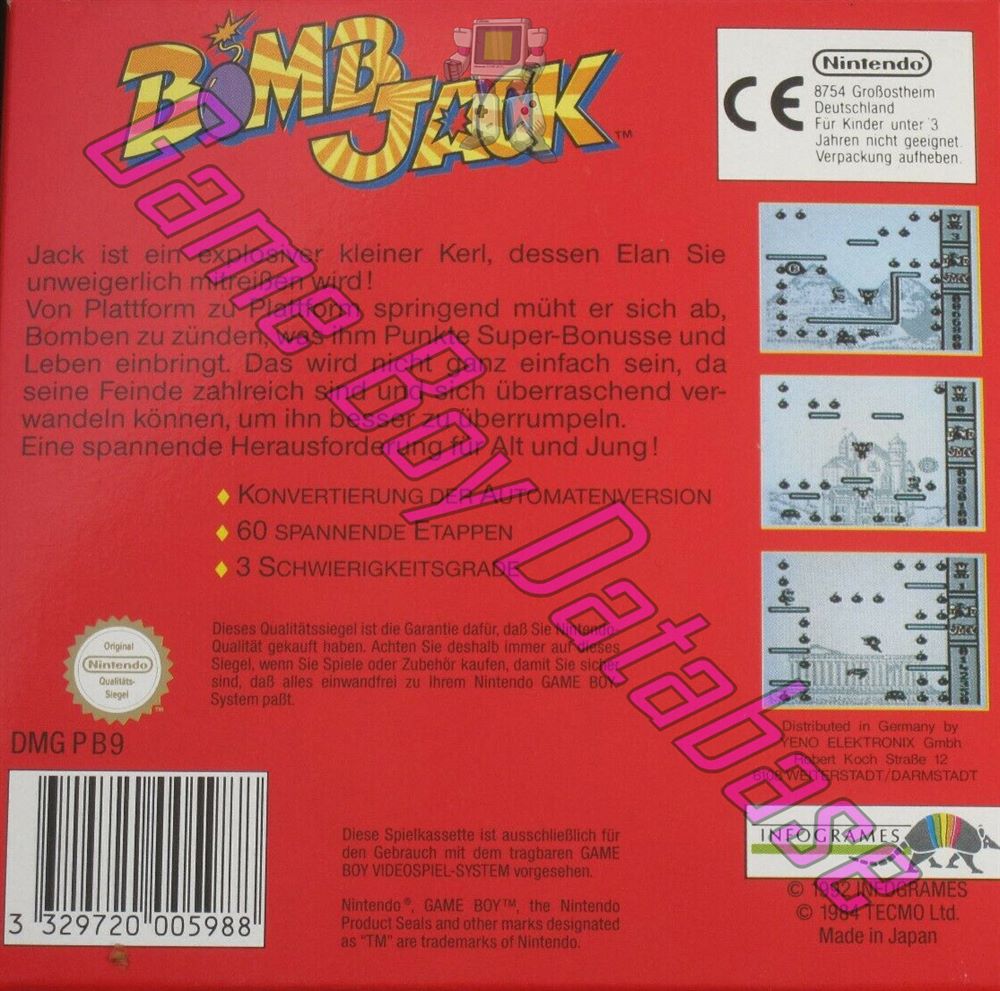 BOMB JACK™
CE
Nintendo
8754 Großostheim
Deutschland
Für Kinder unter 3
Jahren nicht geeignet.
Verpackung aufheben.
Jack ist ein explosiver kleiner Kerl, dessen Elan Sie
unweigerlich mitreißen wird!
Von Plattform zu Plattform springend müht er sich ab,
Bomben zu zünden, was ihm Punkte Super-Bonusse und
Leben einbringt. Das wird nicht ganz einfach sein, da
seine Feinde zahlreich sind und sich überraschend ver-
wandeln können, um ihn besser zu überrumpeln.
Eine spannende Herausforderung für Alt und Jung!
♦ KONVERTIERUNG DER AUTOMATENVERSION
♦ 60 SPANNENDE ETAPPEN
♦ 3 SCHWIERIGKEITSGRADE
Original
Nintendo
Qualitäts-
Siegel
™
Dieses Qualitätssiegel ist die Garantie dafür, daß Sie Nintendo
Qualität gekauft haben. Achten Sie deshalb immer auf dieses
Siegel, wenn Sie Spiele oder Zubehör kaufen, damit Sie sicher
sind, daß alles einwandfrei zu Ihrem Nintendo GAME BOY
System paßt.
DMG P B9
3 329720 005988
Diese Spielkassette ist ausschließlich für
den Gebrauch mit dem tragbaren GAME
BOY VIDEOSPIEL-SYSTEM vorgesehen.
Nintendo®, GAME BOY™, the Nintendo
Product Seals and other marks designated
as "TM" are trademarks of Nintendo.
Distributed in Germany by
YENO ELEKTRONIX GmbH
Robert Koch Straße 12
6108 WEITERSTADT/DARMSTADT
INFOGRAMES
© 1992 INFOGRAMES
© 1984 TECMO Ltd.
Made in Japan
Game Boy Database